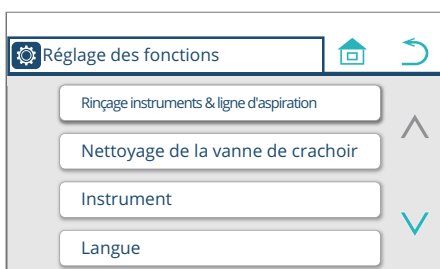 Réglage des fonctions
Rinçage instruments & ligne d'aspiration
Nettoyage de la vanne de crachoir
Instrument
Langue